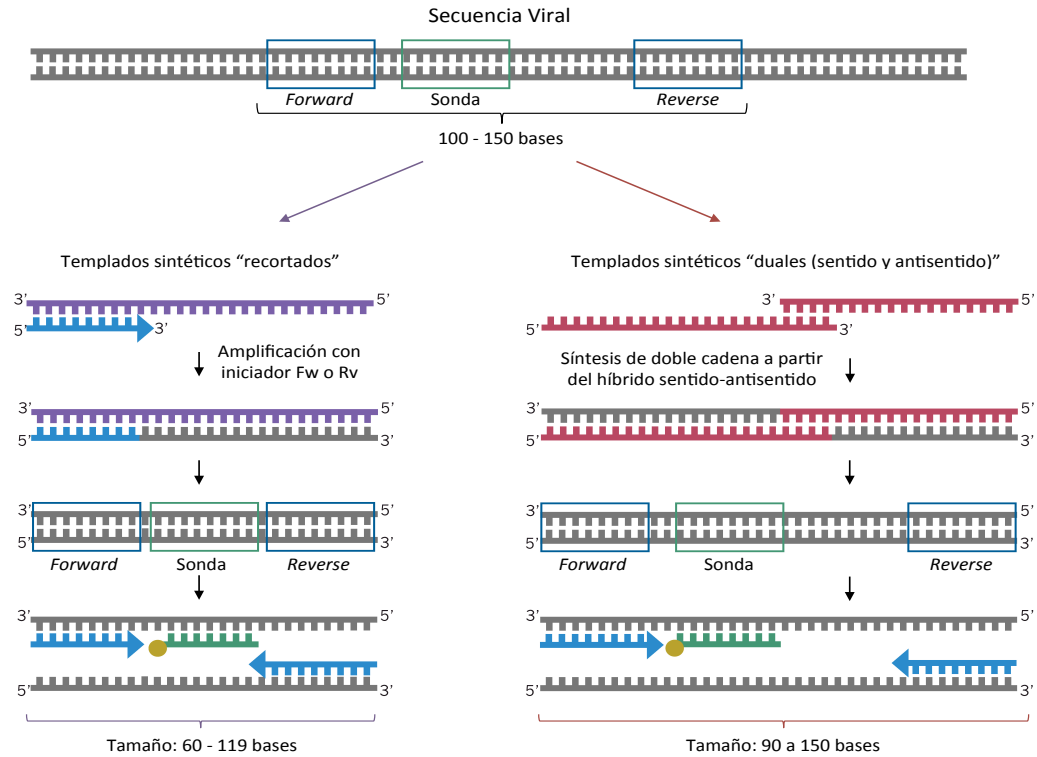 Secuencia Viral
Forward
Sonda
Reverse
100 - 150 bases
Templados sintéticos “recortados”
3’
5’
5’
3’
Amplificación con
iniciador Fw o Rv
3’
5’
5’
3’
3’
5’
5’
3’
Forward
Sonda
Reverse
3’
5’
5’
3’
Tamaño: 60 - 119 bases
Templados sintéticos “duales (sentido y antisentido)”
3’
5’
5’
3’
Síntesis de doble cadena a partir
del híbrido sentido-antisentido
3’
5’
5’
3’
3’
5’
5’
3’
Forward
Sonda
Reverse
3’
5’
5’
3’
Tamaño: 90 a 150 bases